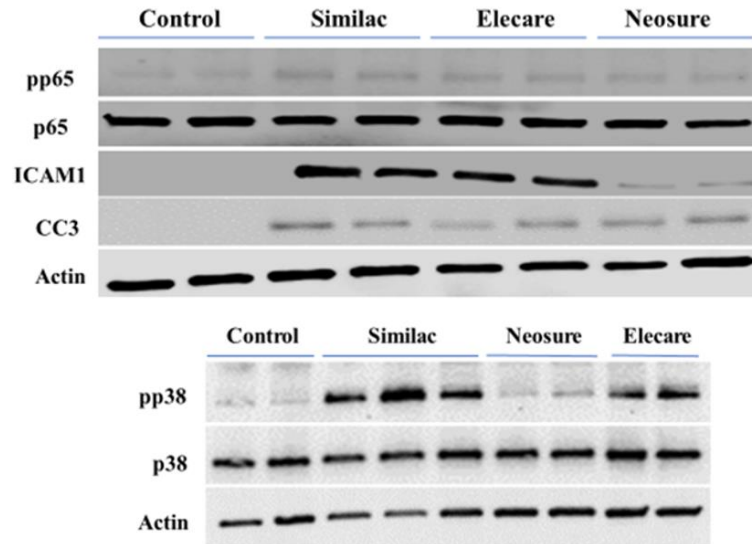 Control Similac Elecare Neosure
pp65
p65
ICAM1
CC3
Actin
Control Similac Neosure Elecare
pp38
p38
Actin